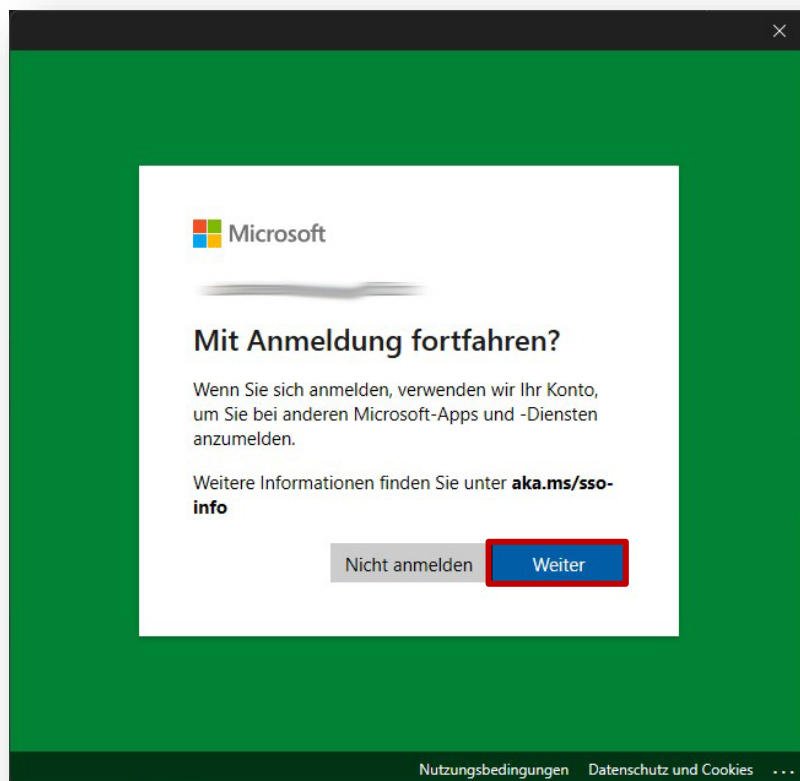 Microsoft
Mit Anmeldung fortfahren?
Wenn Sie sich anmelden, verwenden wir Ihr Konto,
um Sie bei anderen Microsoft-Apps und -Diensten
anzumelden.
Weitere Informationen finden Sie unter aka.ms/sso-
info
Nicht anmelden
Weiter
Nutzungsbedingungen Datenschutz und Cookies ...